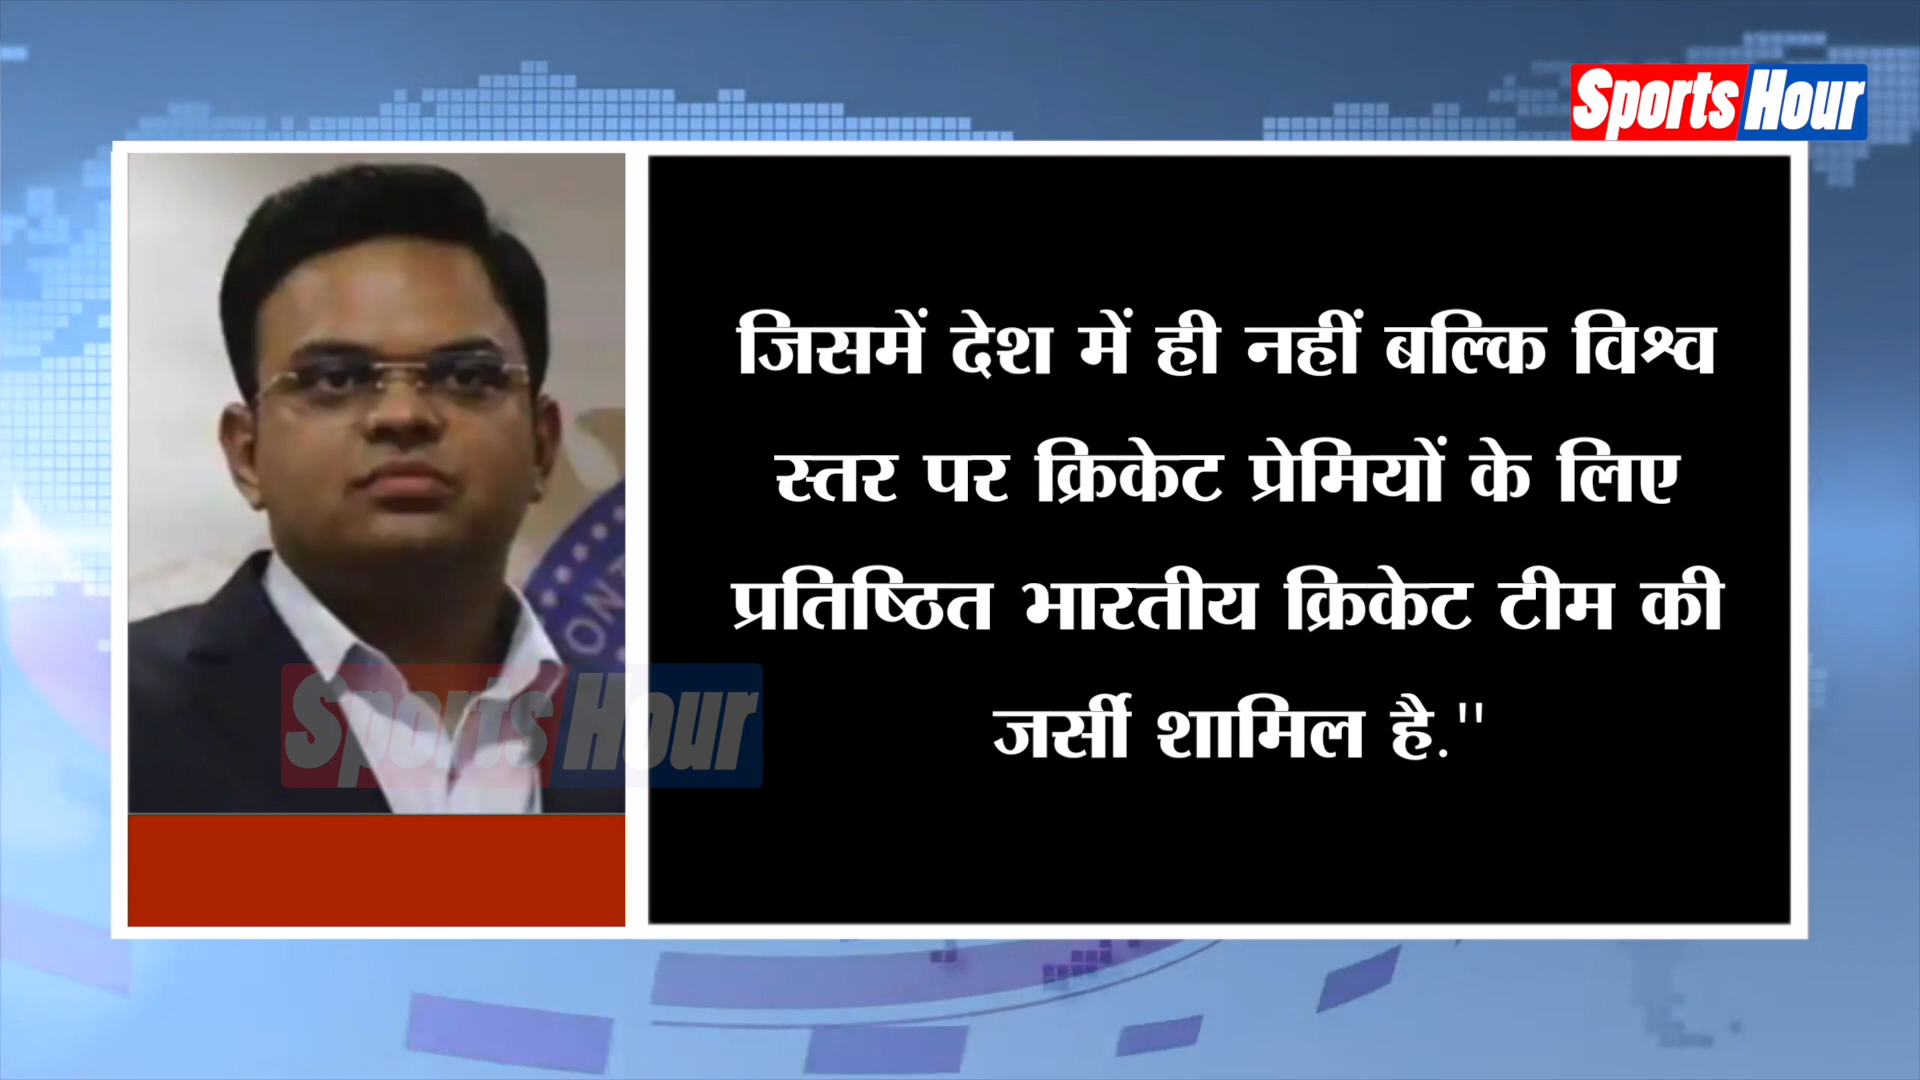 Sports Hour
जिसमें देश में ही नहीं बल्कि विश्व
स्तर पर क्रिकेट प्रेमियों के लिए
प्रतिष्ठित भारतीय क्रिकेट टीम की
जर्सी शामिल है."
Sports Hour